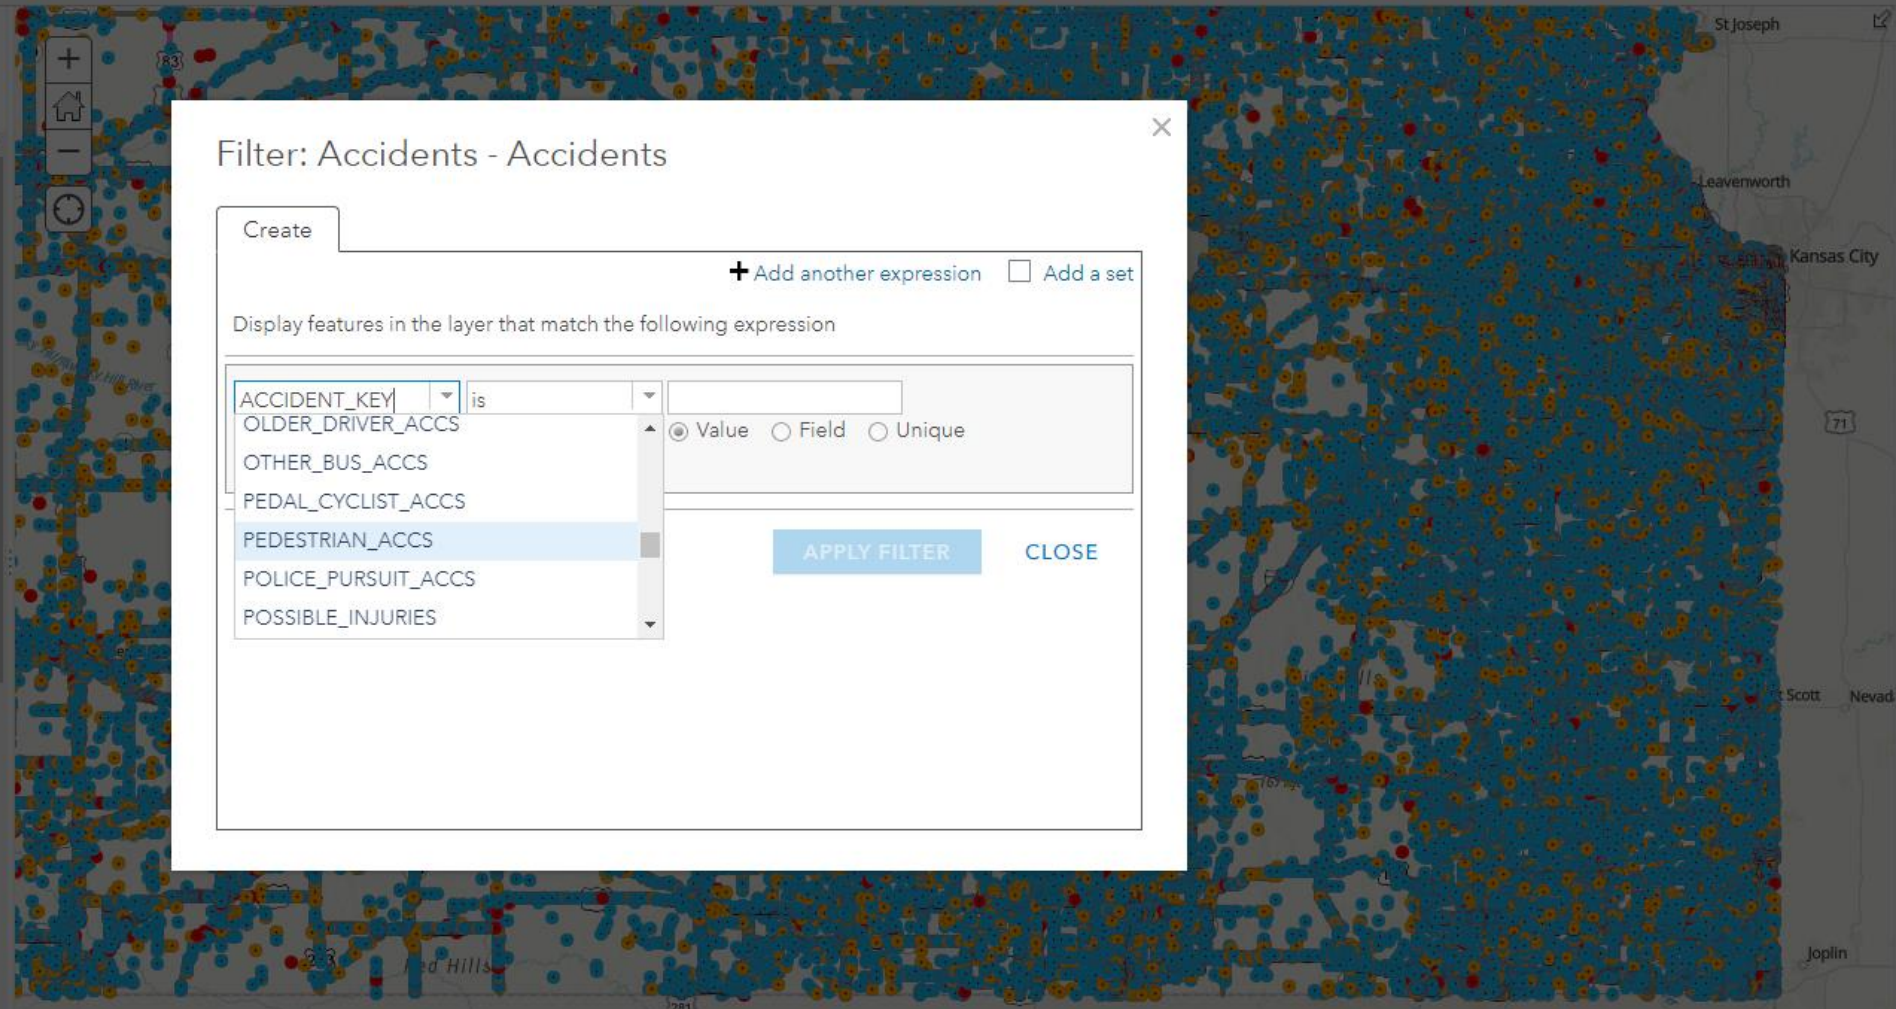 St Joseph
83
Leavenworth
Kansas City
71
Scott
Nevad
Joplin
Red Hills
281
Filter: Accidents - Accidents
Create
Add another expression
Add a set
Display features in the layer that match the following expression
ACCIDENT_KEY
is
OLDER_DRIVER_ACCS
OTHER_BUS_ACCS
PEDAL_CYCLIST_ACCS
PEDESTRIAN_ACCS
POLICE_PURSUIT_ACCS
POSSIBLE_INJURIES
Value
Field
Unique
APPLY FILTER
CLOSE